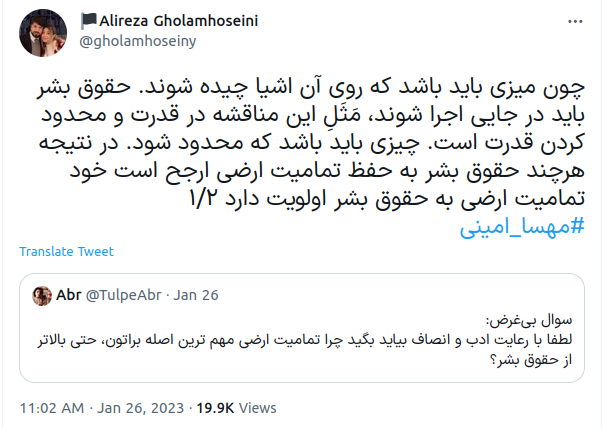 🏴Alireza Gholamhoseini
@gholamhoseiny
چون میزی باید باشد که روی آن اشیا چیده شوند. حقوق بشر
باید در جایی اجرا شوند، مَثَلِ این مناقشه در قدرت و محدود
کردن قدرت است. چیزی باید باشد که محدود شود. در نتیجه
هرچند حقوق بشر به حفظ تمامیت ارضی ارجح است خود
تمامیت ارضی به حقوق بشر اولویت دارد ۱/۲
#مهسا_امینی
Translate Tweet
Abr @TulpeAbr · Jan 26
سوال بی‌غرض:
لطفا با رعایت ادب و انصاف بیاید بگید چرا تمامیت ارضی مهم ترین اصله براتون، حتی بالاتر
از حقوق بشر؟
11:02 AM · Jan 26, 2023 · 19.9K Views